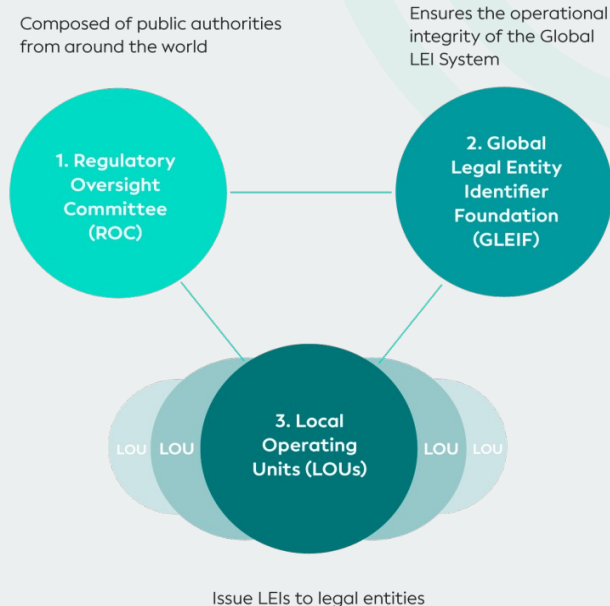 Composed of public authorities
from around the world
Ensures the operational
integrity of the Global
LEI System
1. Regulatory
Oversight
Committee
(ROC)
2. Global
Legal Entity
Identifier
Foundation
(GLEIF)
3. Local
Operating
Units (LOUs)
LOU
LOU
LOU
LOU
Issue LEIs to legal entities